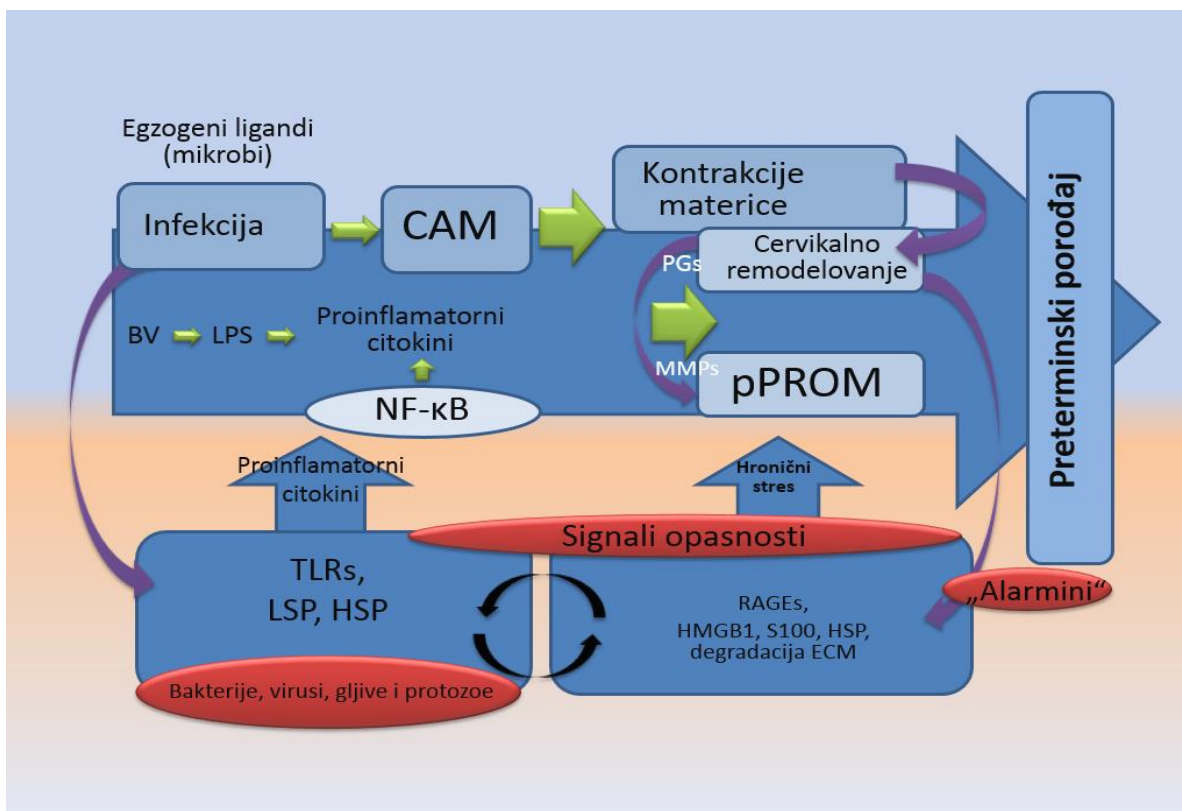 Egzogeni ligandi
(mikrobi)
Infekcija
CAM
Kontrakcije
materice
Cervikalno
remodelovanje
PGs
BV
LPS
Proinflamatorni
citokini
NF-κB
MMPs
pPROM
Preterminski porođaj
Proinflamatorni
citokini
Hronični
stres
Signali opasnosti
TLRs,
LSP, HSP
RAGEs,
HMGB1, S100, HSP,
degradacija ECM
„Alarmini“
Bakterije, virusi, gljive i protozoe